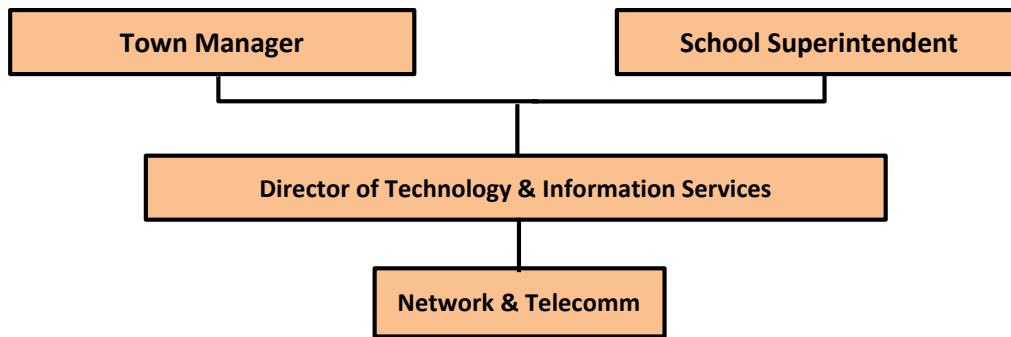 Town Manager
School Superintendent
Director of Technology & Information Services
Network & Telecomm